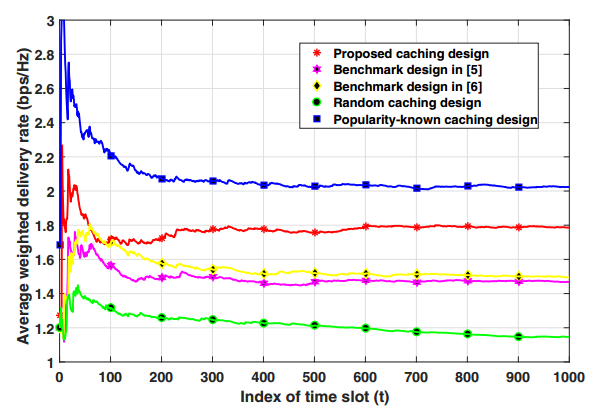 3
2.8
2.6
2.4
2.2
2
1.8
1.6
1.4
1.2
1
Average weighted delivery rate (bps/Hz)
Proposed caching design
Benchmark design in [5]
Benchmark design in [6]
Random caching design
Popularity-known caching design
0 100 200 300 400 500 600 700 800 900 1000
Index of time slot (t)